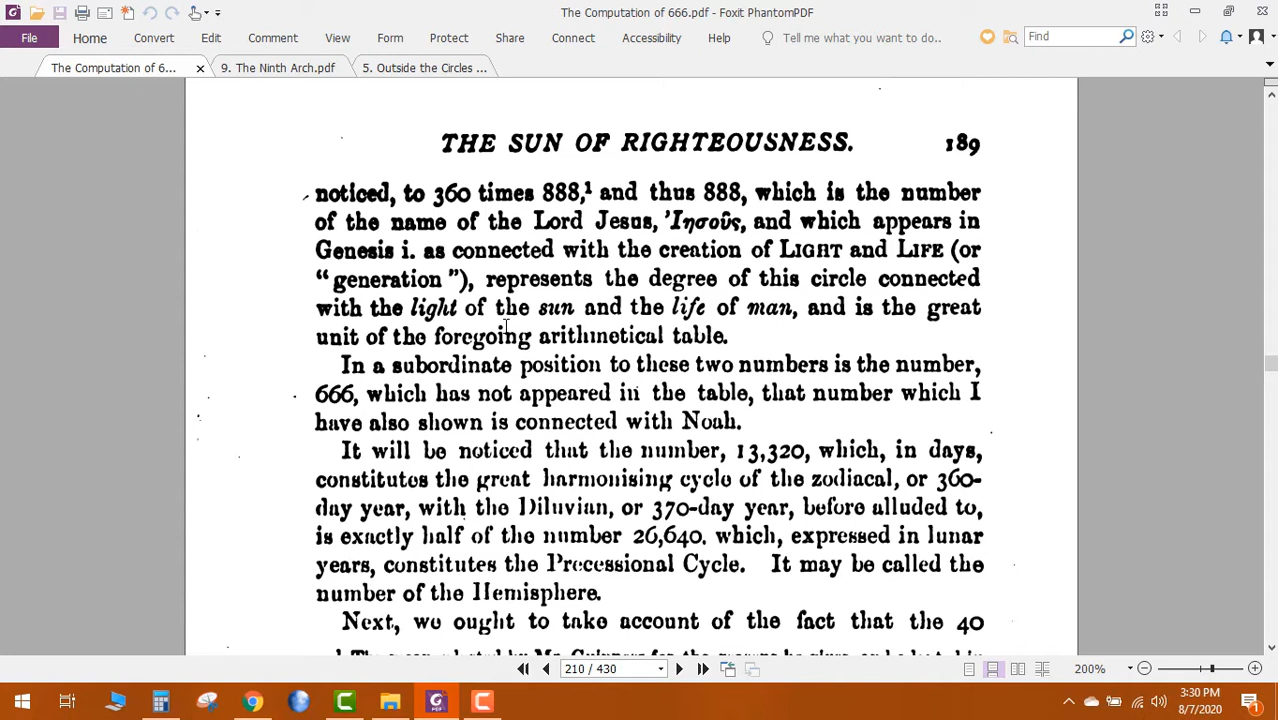 The Computation of 666.pdf - Foxit PhantomPDF
File Home Convert Edit Comment View Form Protect Share Connect Accessibility Help Tell me what you want to do.. Find
The Computation of 6... 9. The Ninth Arch.pdf 5. Outside the Circles ...
THE SUN OF RIGHTEOUSNESS. 189
noticed, to 360 times 888,¹ and thus 888, which is the number
of the name of the Lord Jesus, Ἰησοῦς, and which appears in
Genesis i. as connected with the creation of LIGHT and LIFE (or
“generation”), represents the degree of this circle connected
with the light of the sun and the life of man, and is the great
unit of the foregoing arithmetical table.
In a subordinate position to these two numbers is the number,
666, which has not appeared in the table, that number which I
have also shown is connected with Noah.
It will be noticed that the number, 13,320, which, in days,
constitutes the great harmonising cycle of the zodiacal, or 360-
day year, with the Diluvian, or 370-day year, before alluded to,
is exactly half of the number 26,640. which, expressed in lunar
years, constitutes the Precessional Cycle. It may be called the
number of the Hemisphere.
Next, we ought to take account of the fact that the 40
210 / 430 200%
3:30 PM
8/7/2020